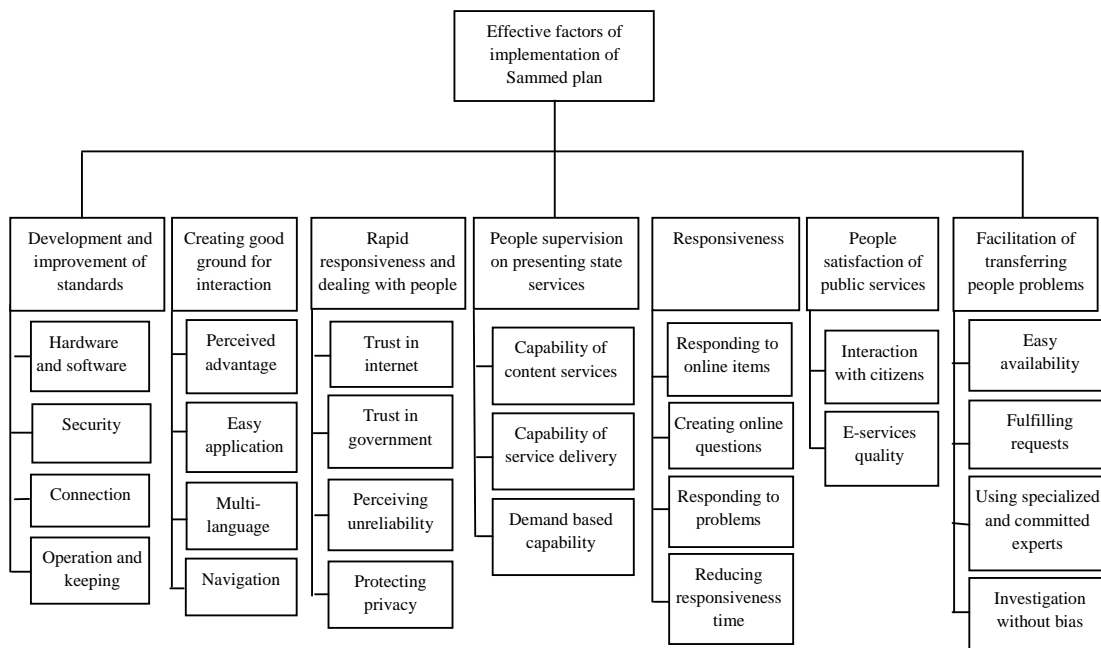 Effective factors of
implementation of
Sammed plan
Development and
improvement of
standards
Hardware
and software
Security
Connection
Operation and
keeping
Creating good
ground for
interaction
Perceived
advantage
Easy
application
Multi-
language
Navigation
Rapid
responsiveness and
dealing with people
Trust in
internet
Trust in
government
Perceiving
unreliability
Protecting
privacy
People supervision
on presenting state
services
Capability of
content services
Capability of
service delivery
Demand based
capability
Responsiveness
Responding to
online items
Creating online
questions
Responding to
problems
Reducing
responsiveness
time
People
satisfaction of
public services
Interaction
with citizens
E-services
quality
Facilitation of
transferring
people problems
Easy
availability
Fulfilling
requests
Using specialized
and committed
experts
Investigation
without bias